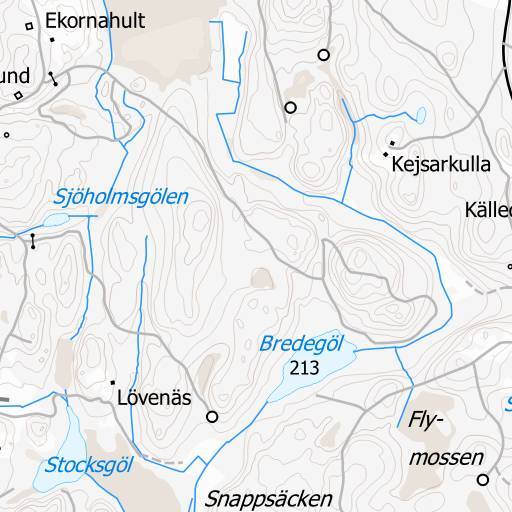 Ekornahult
und
Kejsarkulla
Sjöholmsgölen
Källe
Bredegöl
213
Lövenäs
Fly-
mossen
Stocksgöl
Snappsäcken